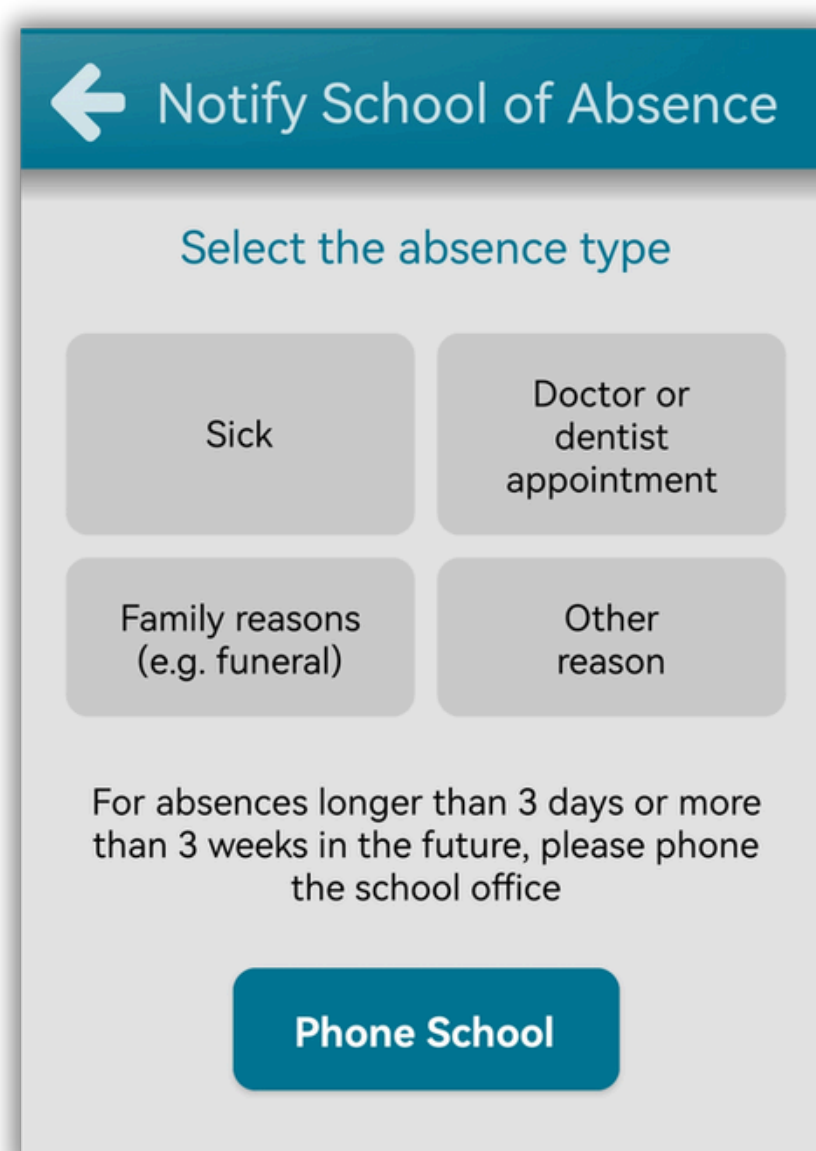 Notify School of Absence
Select the absence type
Sick
Doctor or
dentist
appointment
Family reasons
(e.g. funeral)
Other
reason
For absences longer than 3 days or more
than 3 weeks in the future, please phone
the school office
Phone School